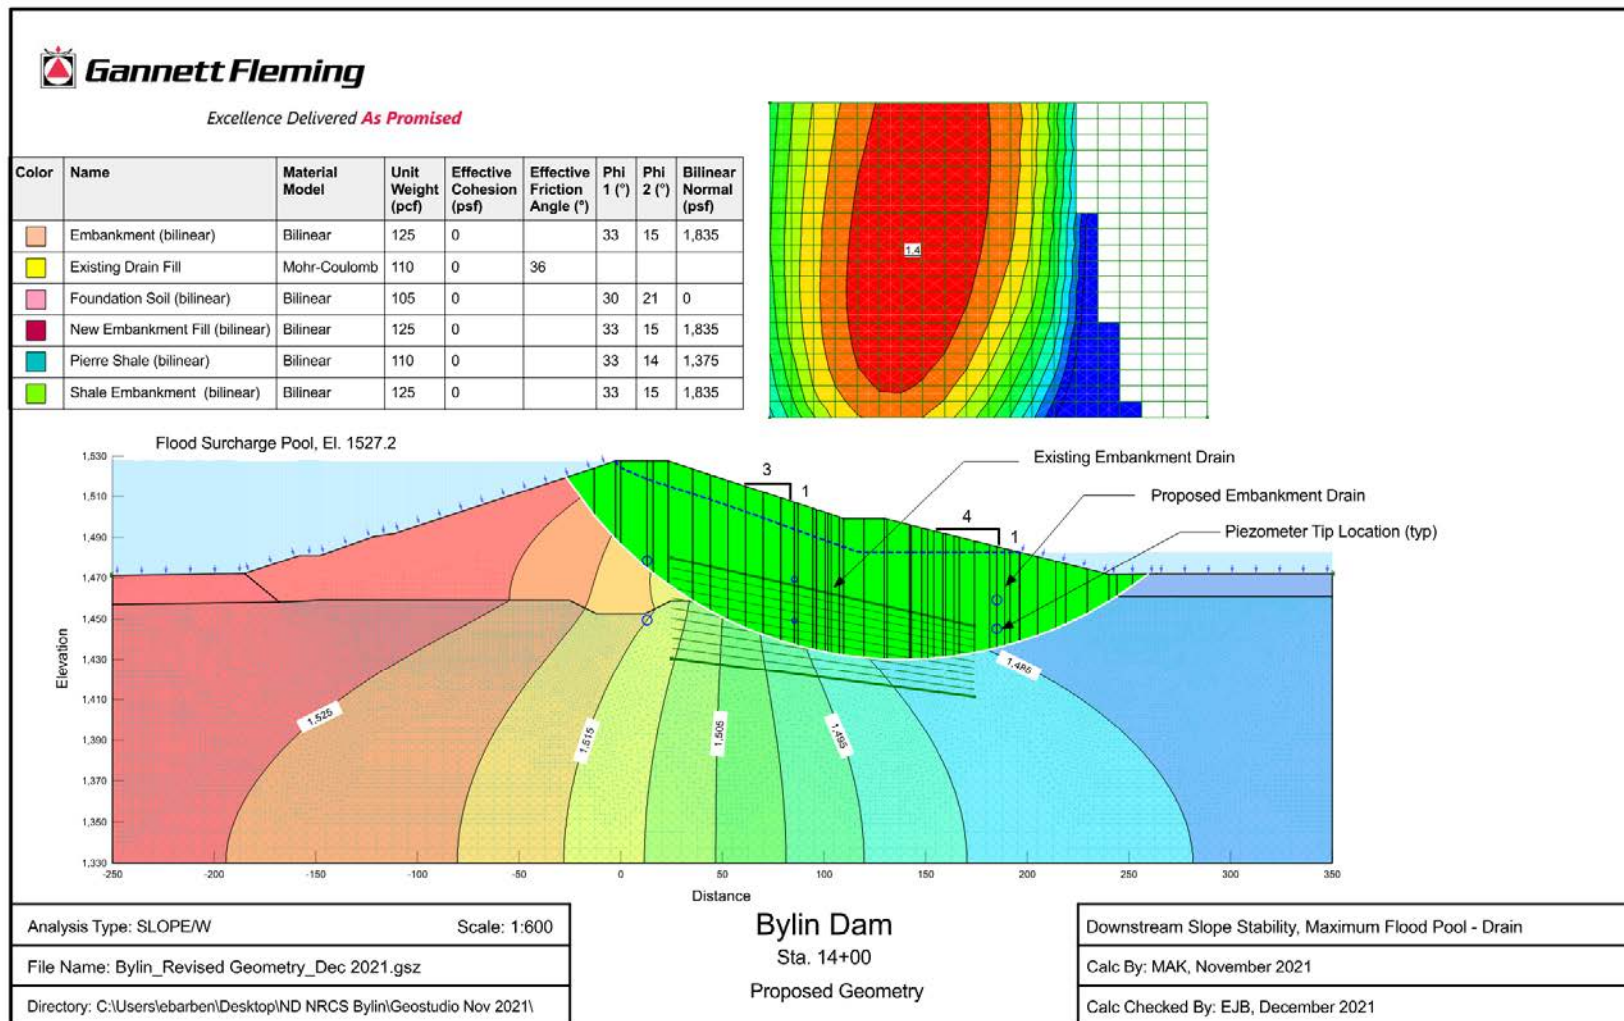 Gannett Fleming
Excellence Delivered As Promised
Color Name Material Model Unit Weight (pcf) Effective Cohesion (psf) Effective Friction Angle (°) Phi 1 (°) Phi 2 (°) Bilinear Normal (psf)
Embankment (bilinear) Bilinear 125 0 33 15 1,835
Existing Drain Fill Mohr-Coulomb 110 0 36
Foundation Soil (bilinear) Bilinear 105 0 30 21 0
New Embankment Fill (bilinear) Bilinear 125 0 33 15 1,835
Pierre Shale (bilinear) Bilinear 110 0 33 14 1,375
Shale Embankment (bilinear) Bilinear 125 0 33 15 1,835
1.4
Flood Surcharge Pool, El. 1527.2
Existing Embankment Drain
Proposed Embankment Drain
Piezometer Tip Location (typ)
3
1
4
1
Elevation
1,530
1,510
1,490
1,470
1,450
1,430
1,410
1,390
1,370
1,350
1,330
1,525
1,515
1,505
1,495
1,485
-250 -200 -150 -100 -50 0 50 100 150 200 250 300 350
Distance
Analysis Type: SLOPE/W Scale: 1:600
File Name: Bylin_Revised Geometry_Dec 2021.gsz
Directory: C:\Users\ebarben\Desktop\ND NRCS Bylin\Geostudio Nov 2021\
Bylin Dam
Sta. 14+00
Proposed Geometry
Downstream Slope Stability, Maximum Flood Pool - Drain
Calc By: MAK, November 2021
Calc Checked By: EJB, December 2021